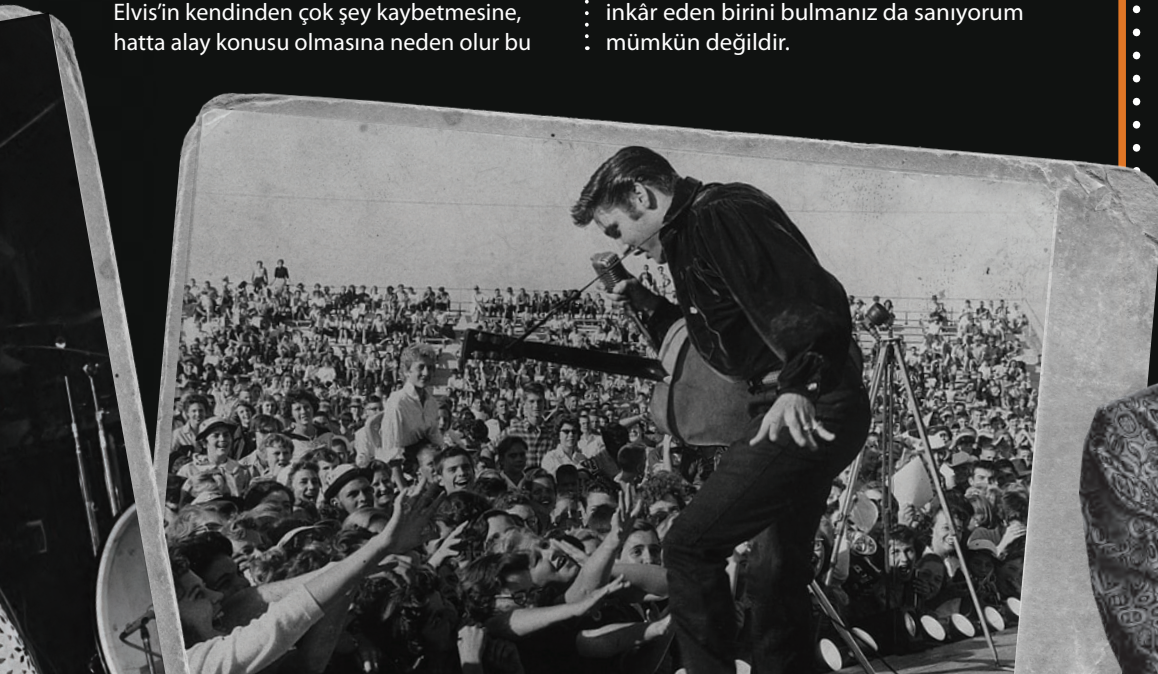 Elvis’in kendinden çok şey kaybetmesine,
hatta alay konusu olmasına neden olur bu
inkâr eden birini bulmanız da sanıyorum
mümkün değildir.